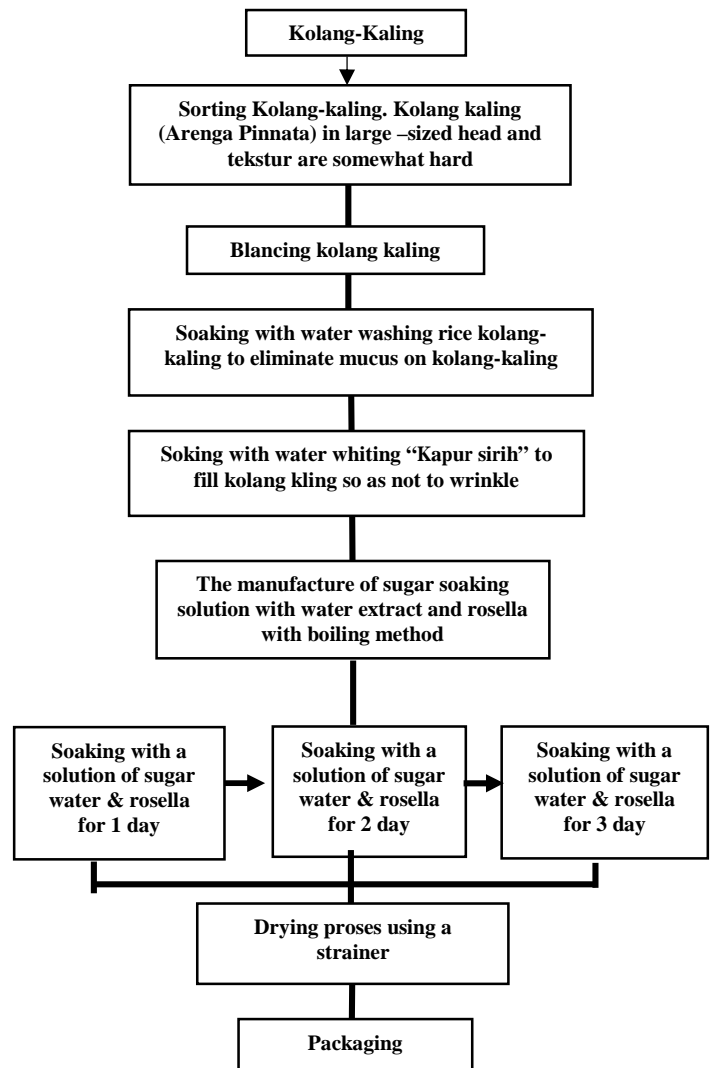 Kolang-Kaling
Sorting Kolang-kaling. Kolang kaling
(Arenga Pinnata) in large –sized head and
tekstur are somewhat hard
Blancing kolang kaling
Soaking with water washing rice kolang-
kaling to eliminate mucus on kolang-kaling
Soking with water whiting “Kapur sirih” to
fill kolang kling so as not to wrinkle
The manufacture of sugar soaking
solution with water extract and rosella
with boiling method
Soaking with a
solution of sugar
water & rosella
for 1 day
Soaking with a
solution of sugar
water & rosella
for 2 day
Soaking with a
solution of sugar
water & rosella
for 3 day
Drying proses using a
strainer
Packaging